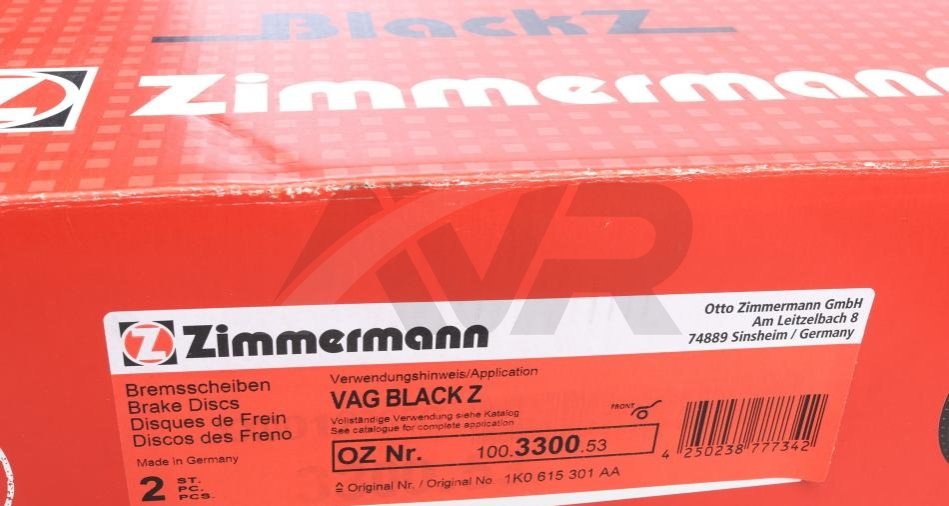 BlackZ
Zimmermann
AVR
Zimmermann
Otto Zimmermann GmbH
Am Leitzelbach 8
74889 Sinsheim / Germany
Bremsscheiben
Brake Discs
Disques de Frein
Discos des Freno
Made in Germany
2 ST. PC. PCS.
Verwendungshinweis/Application
VAG BLACK Z
Vollständige Verwendung siehe Katalog
See catalogue for complete application
OZ Nr. 100.3300.53
≙ Original Nr. / Original No. 1K0 615 301 AA
FRONT
4 250238 777342